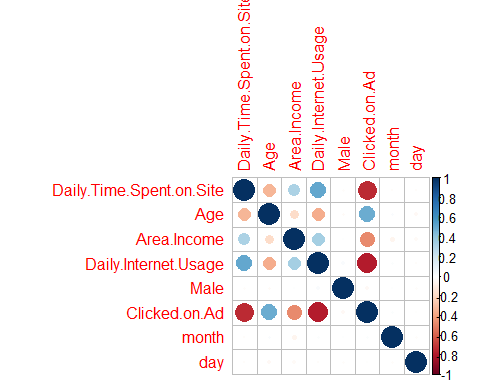 Daily.Time.Spent.on.Site
Age
Area.Income
Daily.Internet.Usage
Male
Clicked.on.Ad
month
day
Daily.Time.Spent.on.Site
Age
Area.Income
Daily.Internet.Usage
Male
Clicked.on.Ad
month
day
1
0.8
0.6
0.4
0.2
0
-0.2
-0.4
-0.6
-0.8
-1